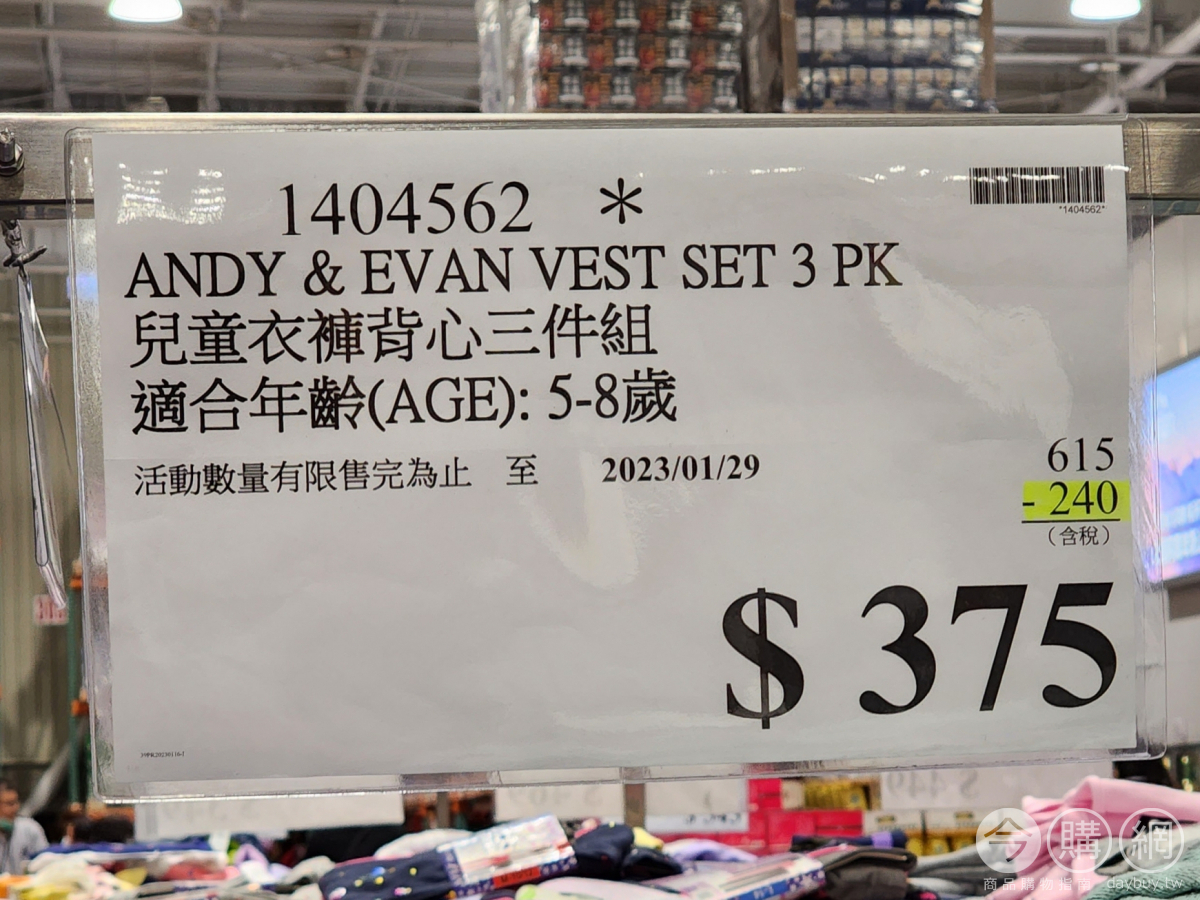 1404562 *
*1404562*
ANDY & EVAN VEST SET 3 PK
兒童衣褲背心三件組
適合年齡(AGE): 5-8歲
活動數量有限售完為止 至 2023/01/29
615
- 240
(含稅)
$ 375
今購網
商品購物指南 daybuy.tw